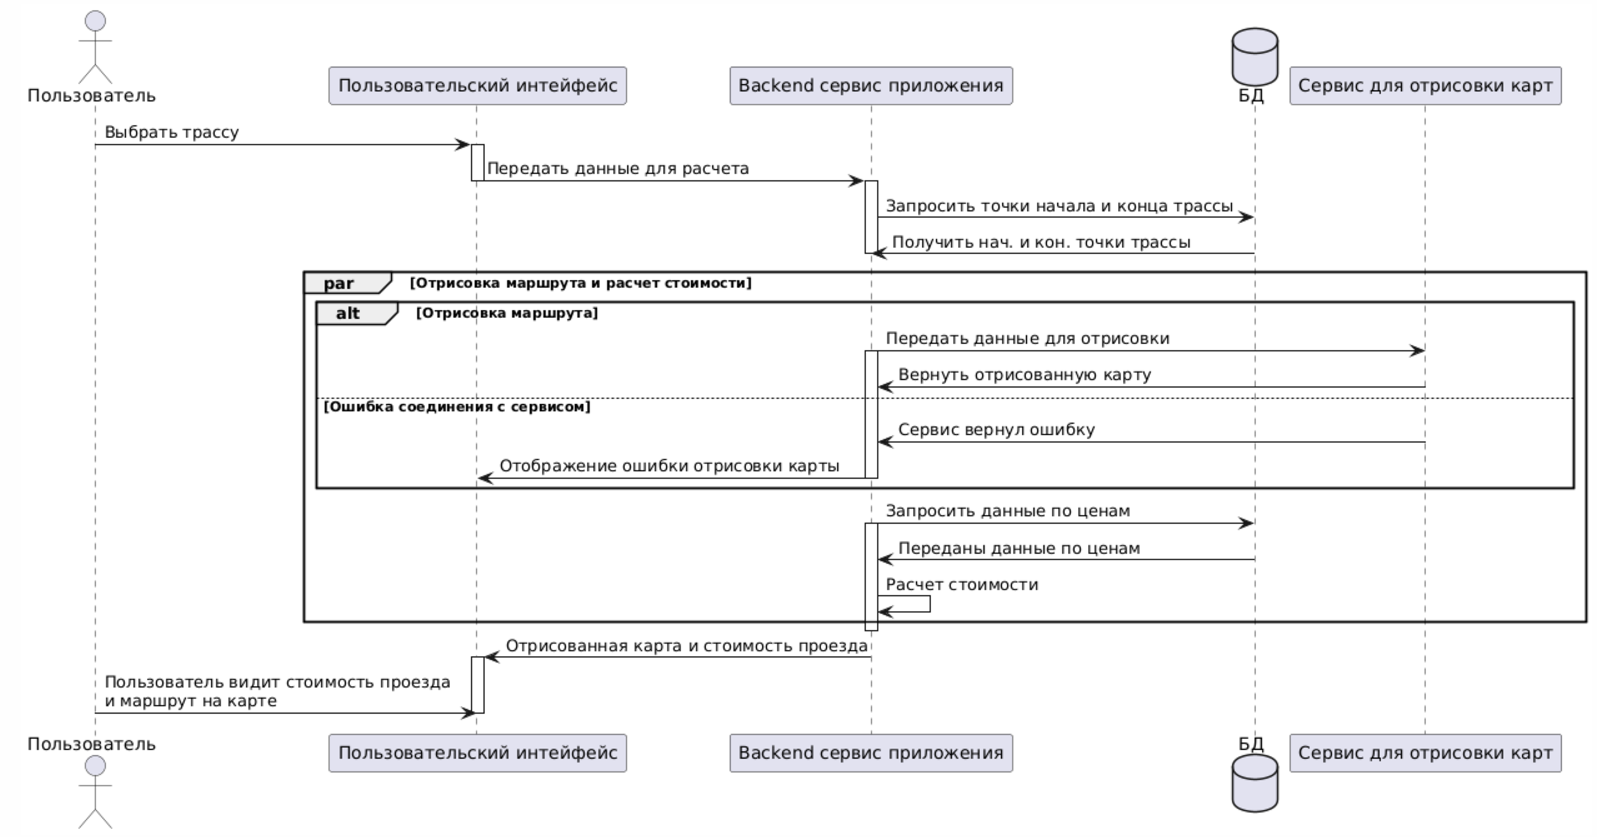 Пользователь
Пользовательский интейфейс
Backend сервис приложения
БД
Сервис для отрисовки карт
Выбрать трассу
Передать данные для расчета
Запросить точки начала и конца трассы
Получить нач. и кон. точки трассы
par [Отрисовка маршрута и расчет стоимости]
alt [Отрисовка маршрута]
Передать данные для отрисовки
Вернуть отрисованную карту
[Ошибка соединения с сервисом]
Сервис вернул ошибку
Отображение ошибки отрисовки карты
Запросить данные по ценам
Переданы данные по ценам
Расчет стоимости
Отрисованная карта и стоимость проезда
Пользователь видит стоимость проезда
и маршрут на карте
Пользователь
Пользовательский интейфейс
Backend сервис приложения
БД
Сервис для отрисовки карт